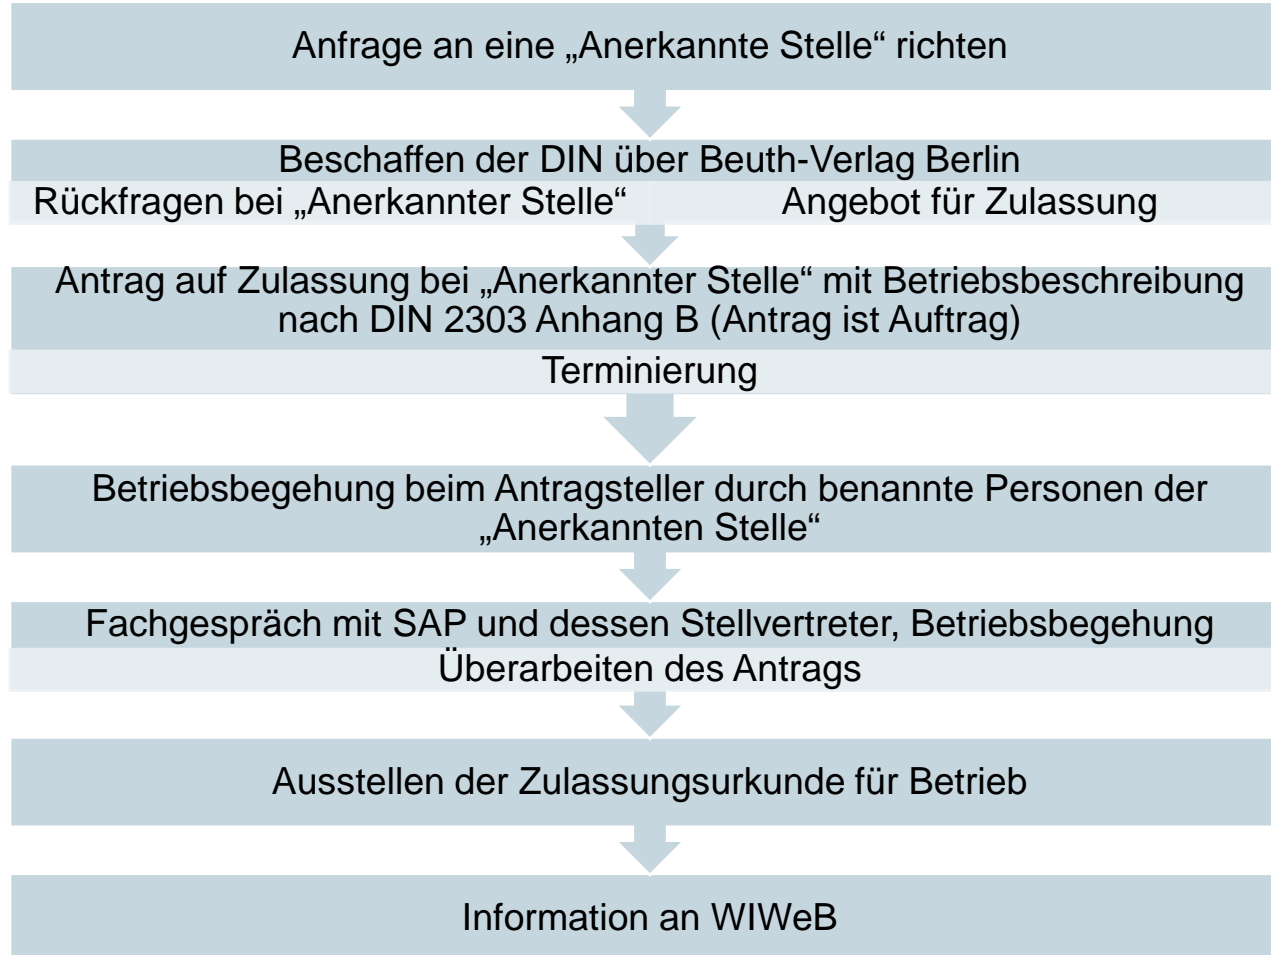 Anfrage an eine „Anerkannte Stelle“ richten
Beschaffen der DIN über Beuth-Verlag Berlin
Rückfragen bei „Anerkannter Stelle“
Angebot für Zulassung
Antrag auf Zulassung bei „Anerkannter Stelle“ mit Betriebsbeschreibung
nach DIN 2303 Anhang B (Antrag ist Auftrag)
Terminierung
Betriebsbegehung beim Antragsteller durch benannte Personen der
„Anerkannten Stelle“
Fachgespräch mit SAP und dessen Stellvertreter, Betriebsbegehung
Überarbeiten des Antrags
Ausstellen der Zulassungsurkunde für Betrieb
Information an WIWeB